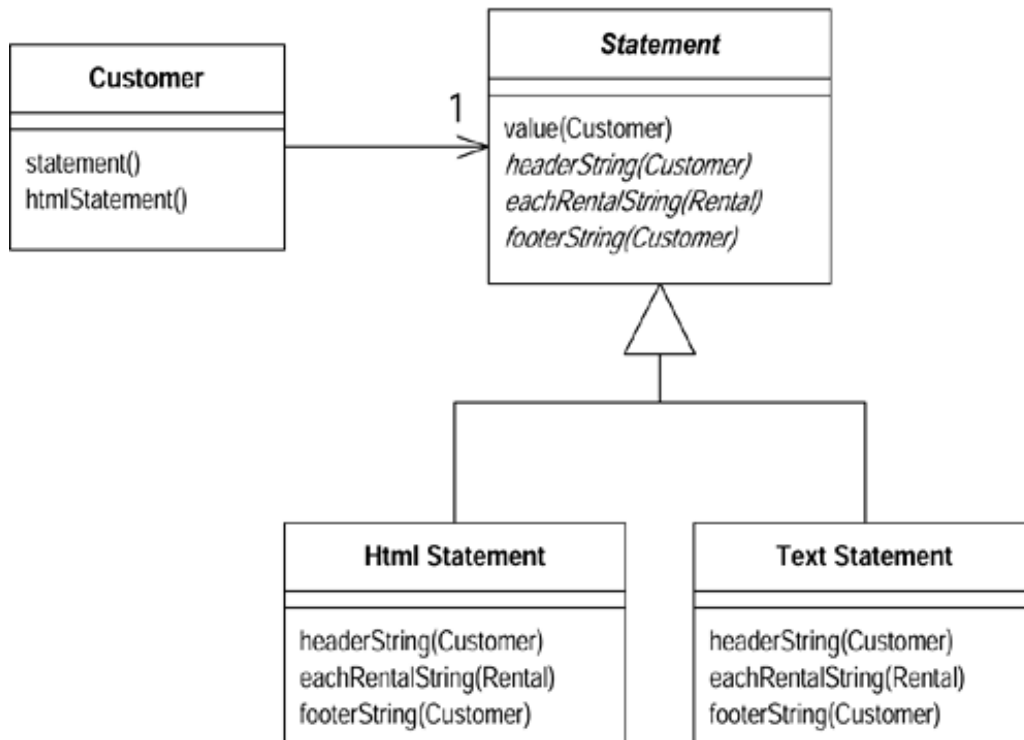 Customer
statement()
htmlStatement()
1
Statement
value(Customer)
headerString(Customer)
eachRentalString(Rental)
footerString(Customer)
Html Statement
headerString(Customer)
eachRentalString(Rental)
footerString(Customer)
Text Statement
headerString(Customer)
eachRentalString(Rental)
footerString(Customer)